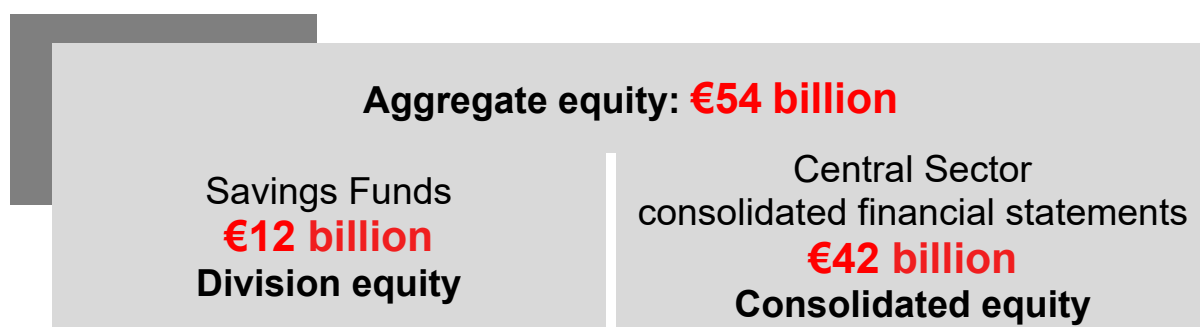 Aggregate equity: €54 billion
Savings Funds
€12 billion
Division equity
Central Sector
consolidated financial statements
€42 billion
Consolidated equity